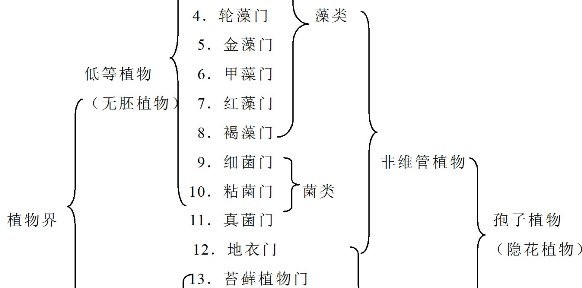 4．轮藻门 藻类
5．金藻门
低等植物 6．甲藻门
（无胚植物） 7．红藻门
8．褐藻门
9．细菌门 非维管植物
10．粘菌门 菌类
植物界 11．真菌门 孢子植物
12．地衣门 （隐花植物）
13．苔藓植物门